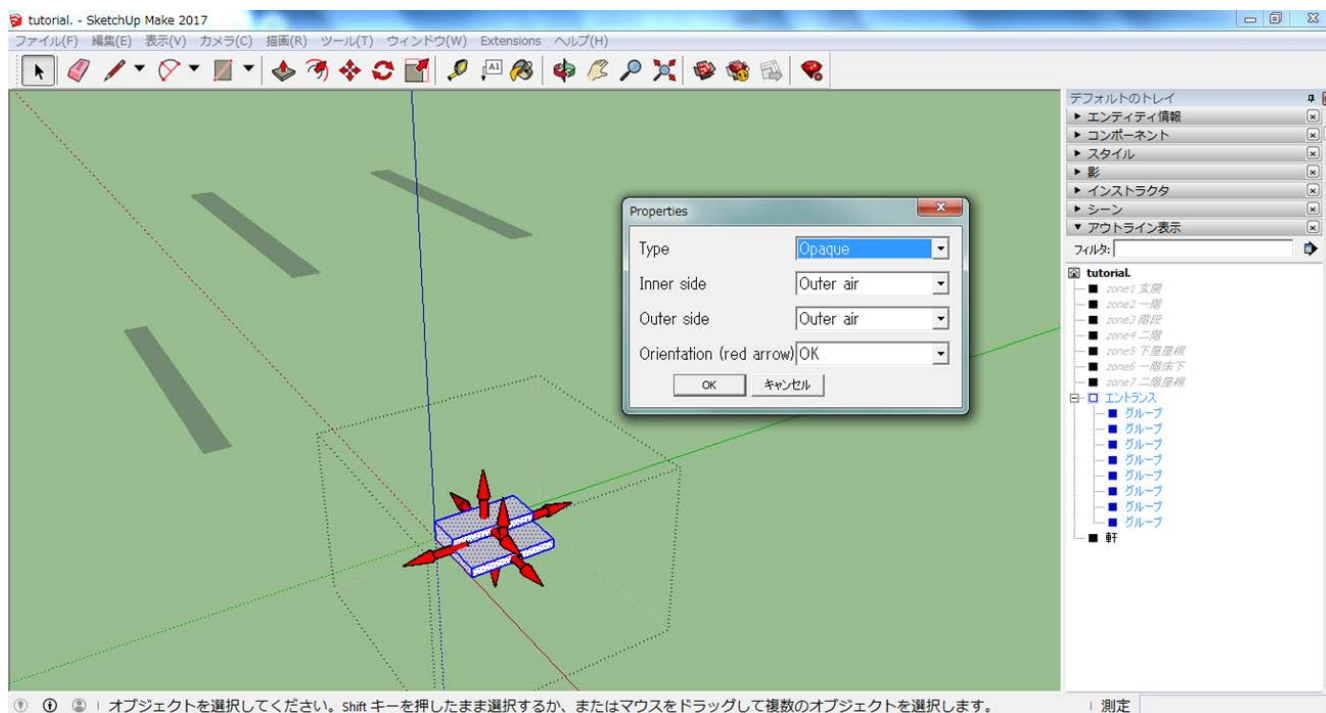 tutorial. - SketchUp Make 2017
ファイル(F) 編集(E) 表示(V) カメラ(C) 描画(R) ツール(T) ウィンドウ(W) Extensions ヘルプ(H)
A1
デフォルトのトレイ
エンティティ情報
コンポーネント
スタイル
影
インストラクタ
シーン
アウトライン表示
フィルタ:
tutorial.
zone1 玄関
zone2 一階
zone3 階段
zone4 二階
zone5 下屋屋根
zone6 一階床下
zone7 二階屋根
エントランス
グループ
グループ
グループ
グループ
グループ
グループ
グループ
グループ
軒
Properties
Type Opaque
Inner side Outer air
Outer side Outer air
Orientation (red arrow) OK
OK キャンセル
オブジェクトを選択してください。Shift キーを押したまま選択するか、またはマウスをドラッグして複数のオブジェクトを選択します。 測定